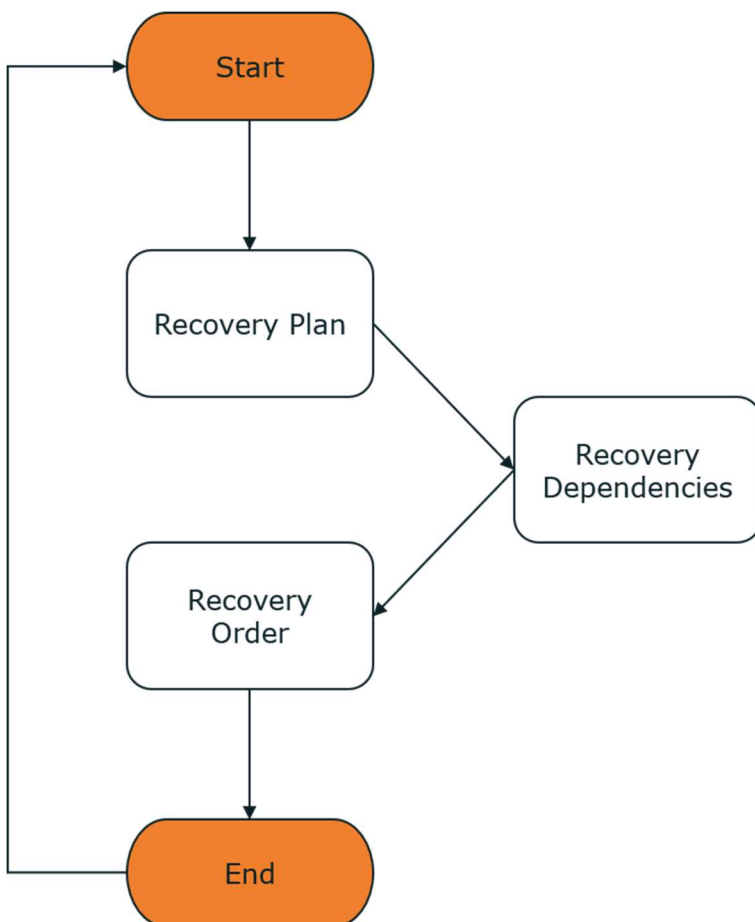 Start
Recovery Plan
Recovery
Dependencies
Recovery
Order
End